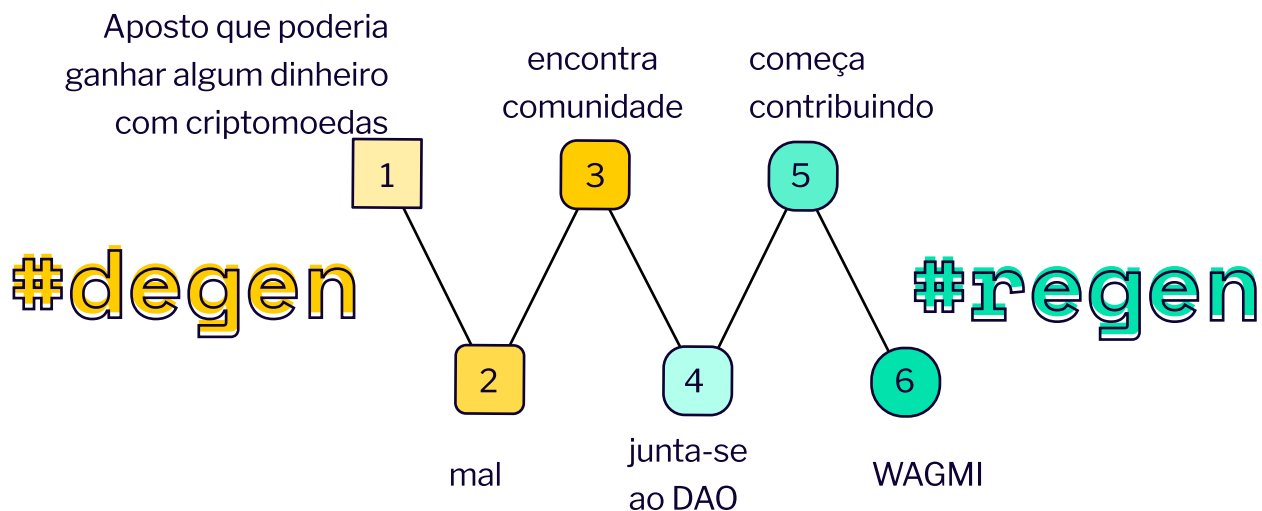 Aposto que poderia
ganhar algum dinheiro
com criptomoedas
encontra
comunidade
começa
contribuindo
1
3
5
#degen
#regen
2
4
6
mal
junta-se
ao DAO
WAGMI